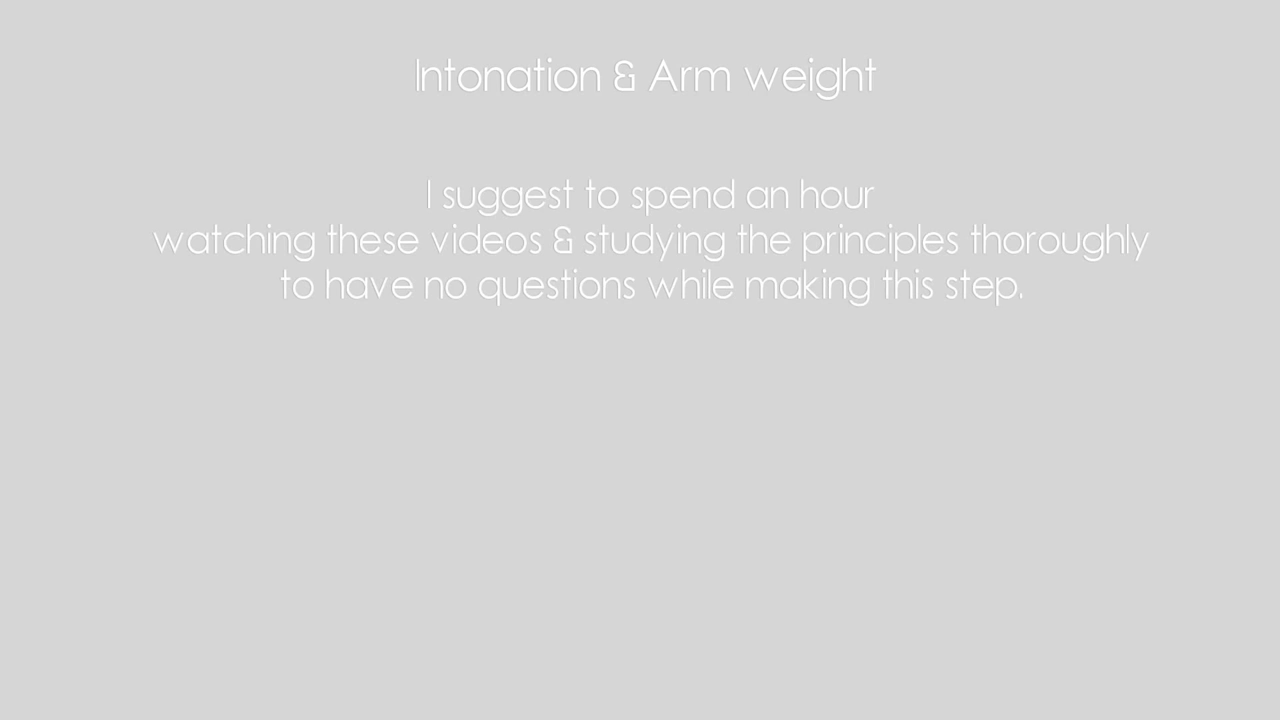 Intonation & Arm weight
I suggest to spend an hour
watching these videos & studying the principles thoroughly
to have no questions while making this step.